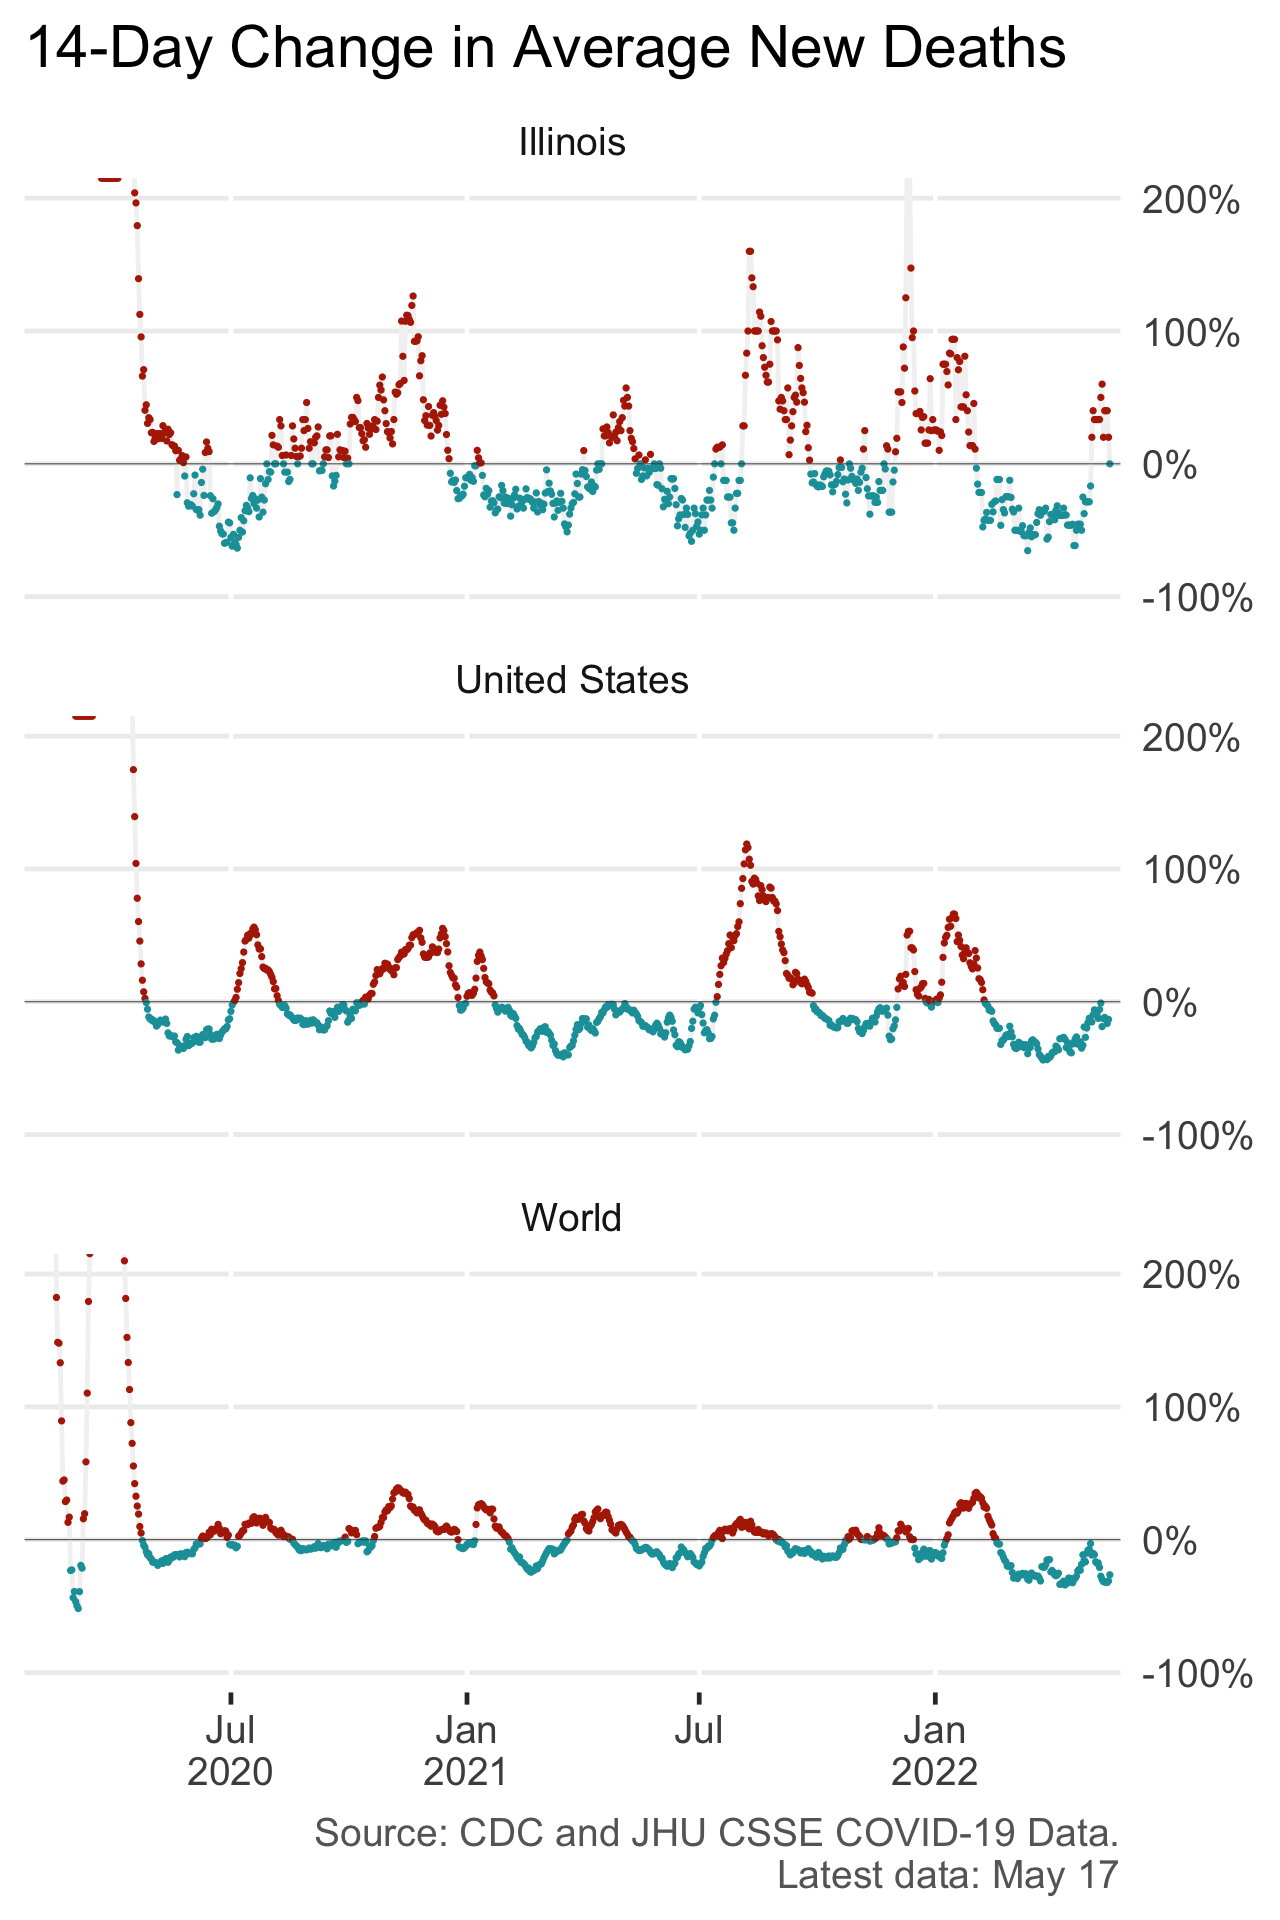 14-Day Change in Average New Deaths
Illinois
200%
100%
0%
-100%
United States
200%
100%
0%
-100%
World
200%
100%
0%
-100%
Jul Jan Jul Jan
2020 2021 2022
Source: CDC and JHU CSSE COVID-19 Data.
Latest data: May 17